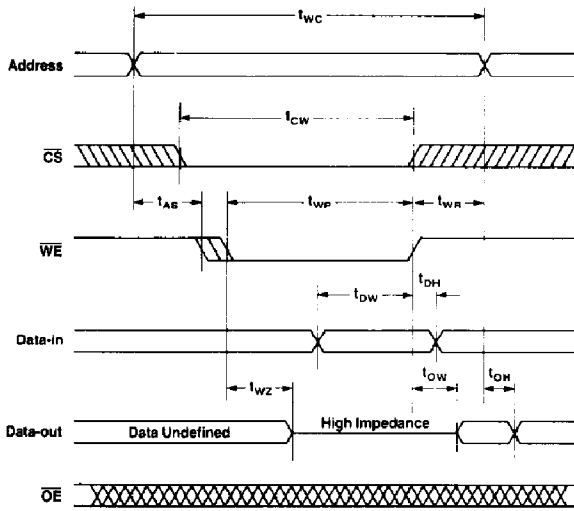 tWC
Address
tCW
CS
tAS
tWP
tWR
WE
tDW
tDH
Data-in
tWZ
tOW
tOH
Data-out
Data Undefined
High Impedance
OE